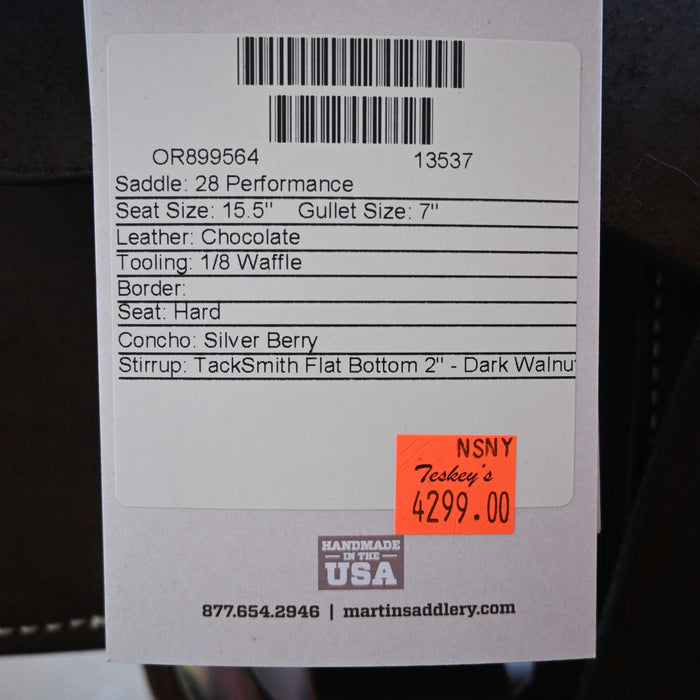 OR899564 13537
Saddle: 28 Performance
Seat Size: 15.5" Gullet Size: 7"
Leather: Chocolate
Tooling: 1/8 Waffle
Border:
Seat: Hard
Concho: Silver Berry
Stirrup: TackSmith Flat Bottom 2" - Dark Walnu
NSNY
Teskey's
4299.00
HANDMADE
IN THE
USA
877.654.2946 | martinsaddlery.com